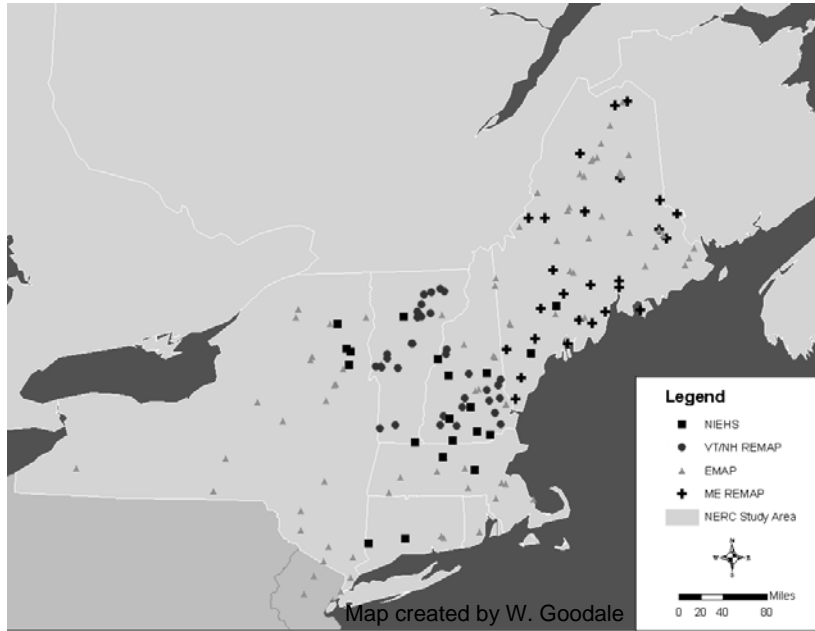 Legend
NIEHS
VT/NH REMAP
EMAP
ME REMAP
NERC Study Area
N
W E
S
Miles
0 20 40 80
Map created by W. Goodale